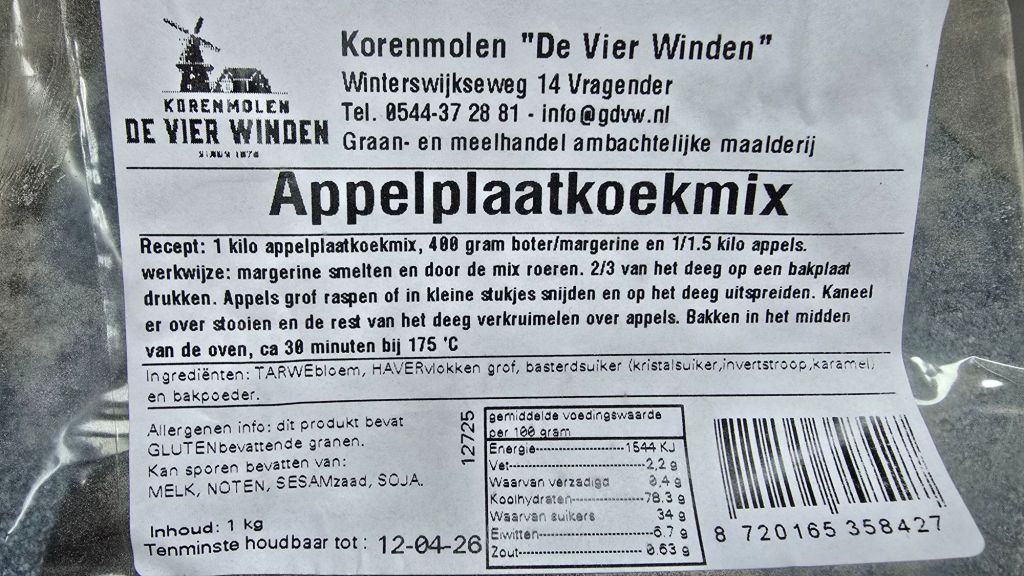 KORENMOLEN
DE VIER WINDEN
SINDS 1874
Korenmolen "De Vier Winden"
Winterswijkseweg 14 Vragender
Tel. 0544-37 28 81 - info@gdvw.nl
Graan- en meelhandel ambachtelijke maalderij
Appelplaatkoekmix
Recept: 1 kilo appelplaatkoekmix, 400 gram boter/margerine en 1/1.5 kilo appels.
werkwijze: margerine smelten en door de mix roeren. 2/3 van het deeg op een bakplaat
drukken. Appels grof raspen of in kleine stukjes snijden en op het deeg uitspreiden. Kaneel
er over stooien en de rest van het deeg verkruimelen over appels. Bakken in het midden
van de oven, ca 30 minuten bij 175 'C
Ingrediënten: TARWEbloem, HAVERvlokken grof, basterdsuiker (kristalsuiker,invertstroop,karamel)
en bakpoeder.
Allergenen info: dit produkt bevat
GLUTENbevattende granen.
Kan sporen bevatten van:
MELK, NOTEN, SESAMzaad, SOJA.
Inhoud: 1 kg
Tenminste houdbaar tot : 12-04-26
12725
gemiddelde voedingswaarde
per 100 gram
Energie 1544 KJ
Vet 2,2 g
Waarvan verzadigd 0,4 g
Koolhydraten 78.3 g
Waarvan suikers 34 g
Eiwitten 6.7 g
Zout 0.63 g
8 720165 358427